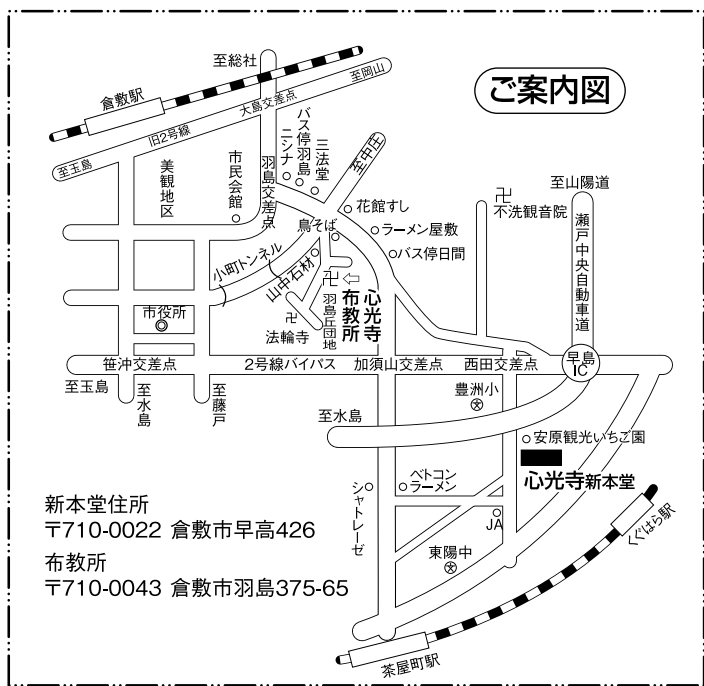 ご案内図
至総社
至岡山
倉敷駅
大島交差点
旧2号線
至玉島
美観地区
市民会館
羽島交差点
ニシナ
バス停羽島
三法堂
至中庄
花館すし
鳥そば
ラーメン屋敷
バス停日間
卍
不洗観音院
至山陽道
瀬戸中央自動車道
小町トンネル
山中石材
卍⇦
心光寺
布教所
羽島丘団地
卍
法輪寺
市役所
笹沖交差点
2号線バイパス
加須山交差点
西田交差点
早島
IC
至玉島
至水島
至藤戸
豊洲小
至水島
安原観光いちご園
心光寺新本堂
シャトレーゼ
ベトコン
ラーメン
JA
東陽中
くぐはら駅
茶屋町駅
新本堂住所
〒710-0022 倉敷市早高426
布教所
〒710-0043 倉敷市羽島375-65